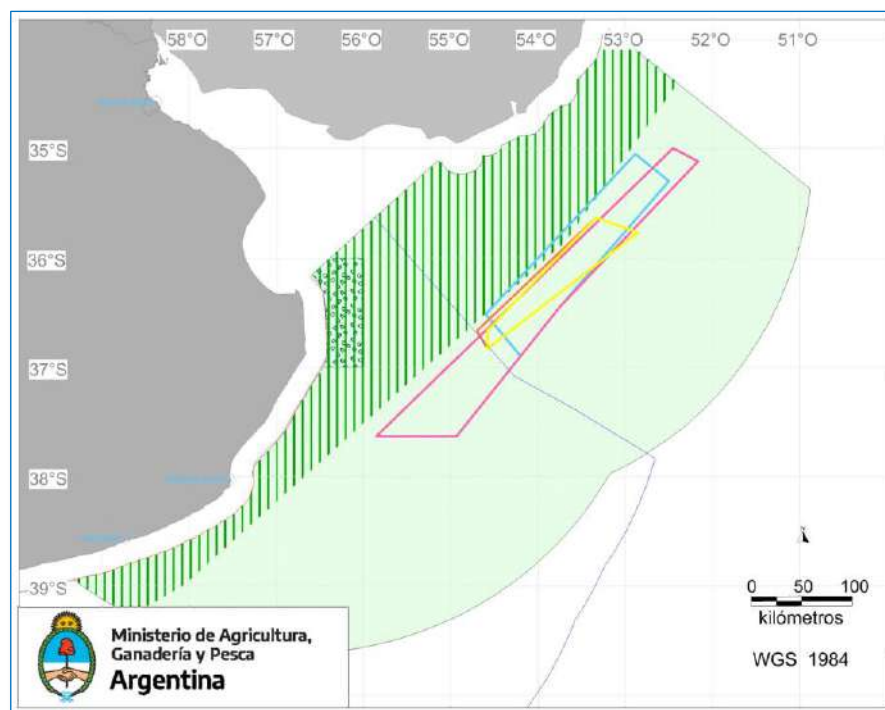 58°O 57°O 56°O 55°O 54°O 53°O 52°O 51°O
35°S
36°S
37°S
38°S
39°S
0 50 100
kilómetros
WGS 1984
Ministerio de Agricultura,
Ganadería y Pesca
Argentina